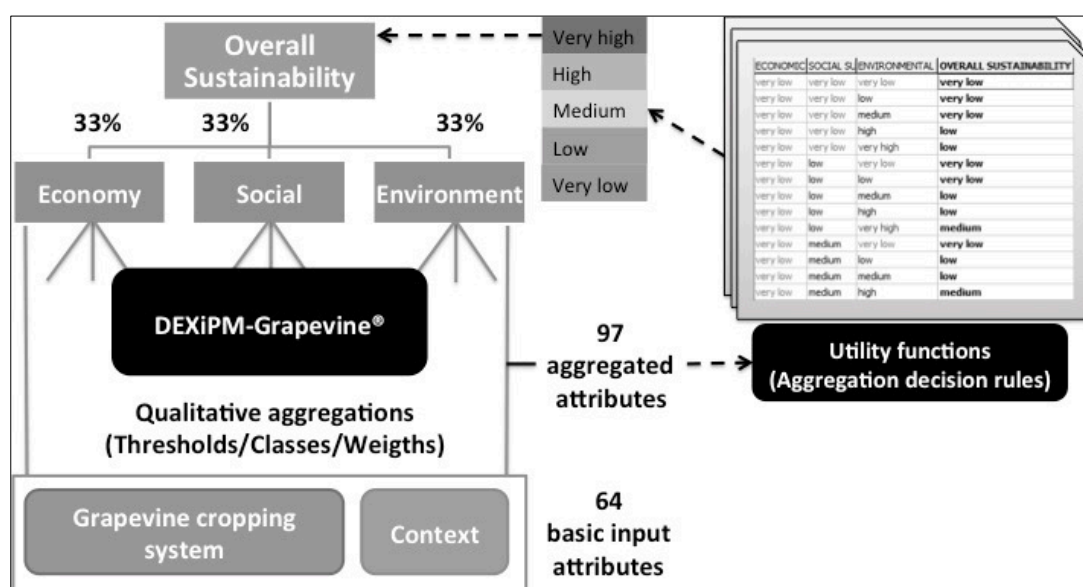 Overall
Sustainability
33%
33%
33%
Economy
Social
Environment
Very high
High
Medium
Low
Very low
ECONOMIC SOCIAL SU ENVIRONMENTAL OVERALL SUSTAINABILITY
very low very low very low very low
very low very low low very low
very low very low medium very low
very low very low high low
very low very low very high low
very low low very low very low
very low low low very low
very low low medium low
very low low high low
very low low very high medium
very low medium very low very low
very low medium low low
very low medium medium low
very low medium high medium
DEXiPM-Grapevine®
Qualitative aggregations
(Thresholds/Classes/Weigths)
97
aggregated
attributes
Utility functions
(Aggregation decision rules)
Grapevine cropping
system
Context
64
basic input
attributes